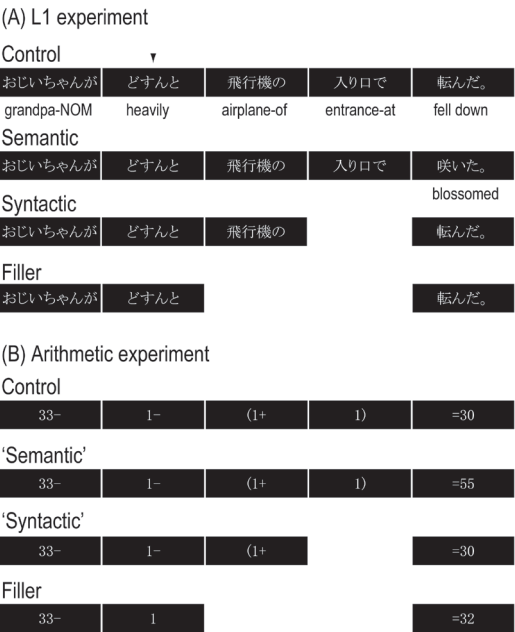 (A) L1 experiment
Control
▼
おじいちゃんが どすんと 飛行機の 入り口で 転んだ。
grandpa-NOM heavily airplane-of entrance-at fell down
Semantic
おじいちゃんが どすんと 飛行機の 入り口で 咲いた。
blossomed
Syntactic
おじいちゃんが どすんと 飛行機の 転んだ。
Filler
おじいちゃんが どすんと 転んだ。
(B) Arithmetic experiment
Control
33− 1− (1+ 1) =30
‘Semantic’
33− 1− (1+ 1) =55
‘Syntactic’
33− 1− (1+ =30
Filler
33− 1 =32